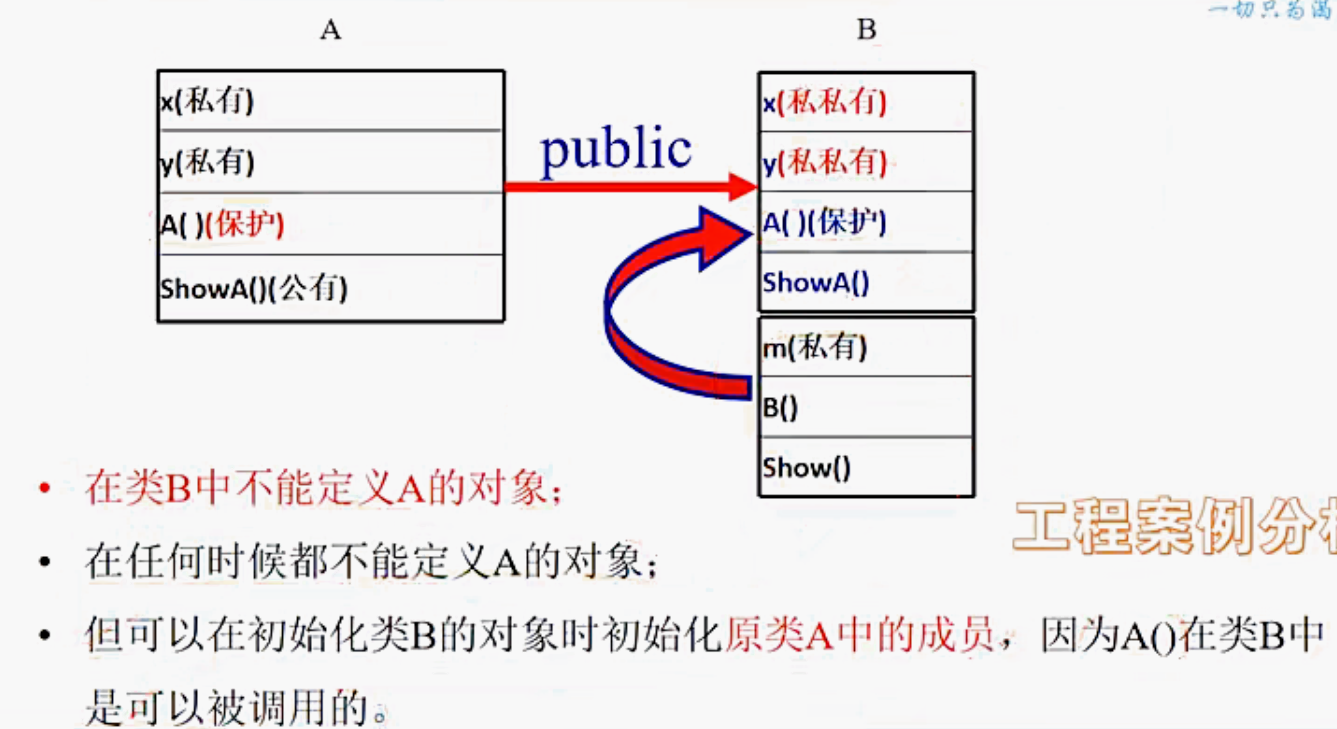 一切只为满
A
B
x(私有)
y(私有)
A( )(保护)
ShowA()(公有)
public
x(私私有)
y(私私有)
A( )(保护)
ShowA()
m(私有)
B()
Show()
• 在类B中不能定义A的对象;
• 在任何时候都不能定义A的对象;
• 但可以在初始化类B的对象时初始化原类A中的成员，因为A()在类B中
是可以被调用的。
工程案例分